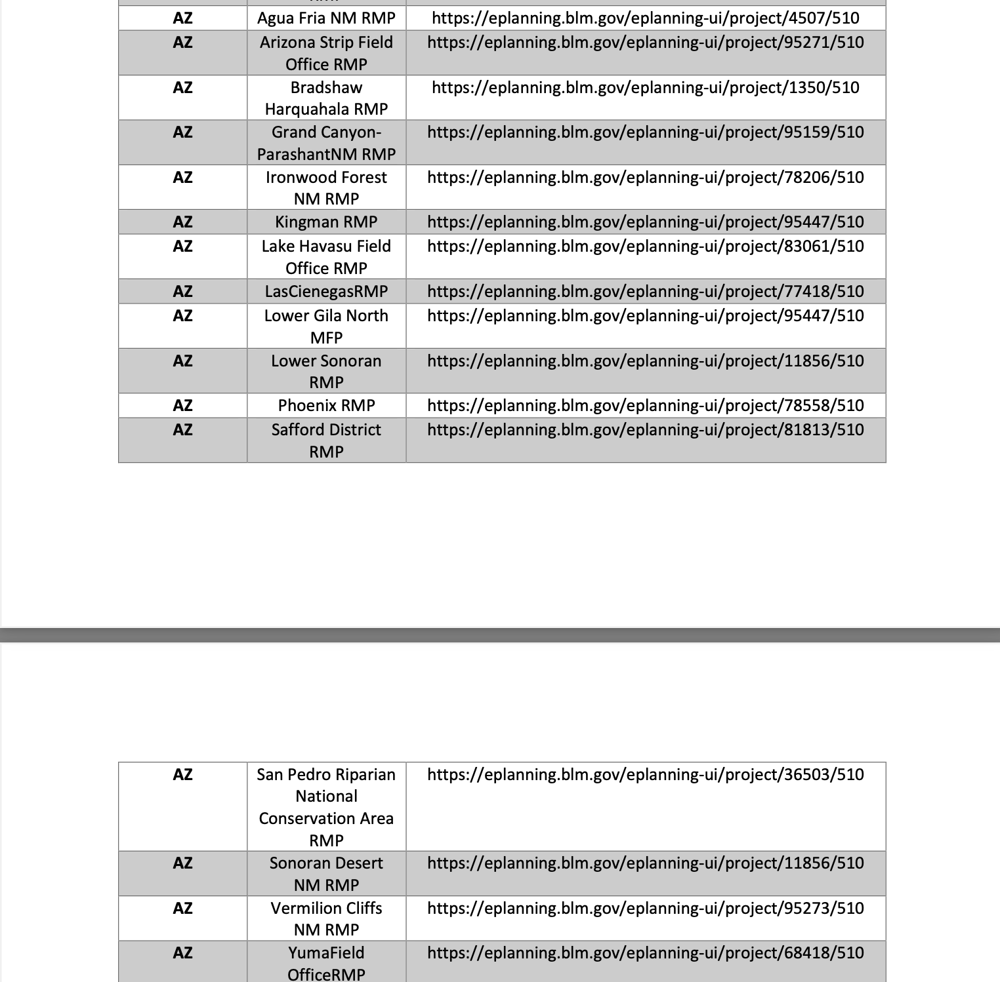 AZ Agua Fria NM RMP https://eplanning.blm.gov/eplanning-ui/project/4507/510
AZ Arizona Strip Field https://eplanning.blm.gov/eplanning-ui/project/95271/510
Office RMP
AZ Bradshaw https://eplanning.blm.gov/eplanning-ui/project/1350/510
Harquahala RMP
AZ Grand Canyon- https://eplanning.blm.gov/eplanning-ui/project/95159/510
ParashantNM RMP
AZ Ironwood Forest https://eplanning.blm.gov/eplanning-ui/project/78206/510
NM RMP
AZ Kingman RMP https://eplanning.blm.gov/eplanning-ui/project/95447/510
AZ Lake Havasu Field https://eplanning.blm.gov/eplanning-ui/project/83061/510
Office RMP
AZ LasCienegasRMP https://eplanning.blm.gov/eplanning-ui/project/77418/510
AZ Lower Gila North https://eplanning.blm.gov/eplanning-ui/project/95447/510
MFP
AZ Lower Sonoran https://eplanning.blm.gov/eplanning-ui/project/11856/510
RMP
AZ Phoenix RMP https://eplanning.blm.gov/eplanning-ui/project/78558/510
AZ Safford District https://eplanning.blm.gov/eplanning-ui/project/81813/510
RMP
AZ San Pedro Riparian https://eplanning.blm.gov/eplanning-ui/project/36503/510
National
Conservation Area
RMP
AZ Sonoran Desert https://eplanning.blm.gov/eplanning-ui/project/11856/510
NM RMP
AZ Vermilion Cliffs https://eplanning.blm.gov/eplanning-ui/project/95273/510
NM RMP
AZ YumaField https://eplanning.blm.gov/eplanning-ui/project/68418/510
OfficeRMP